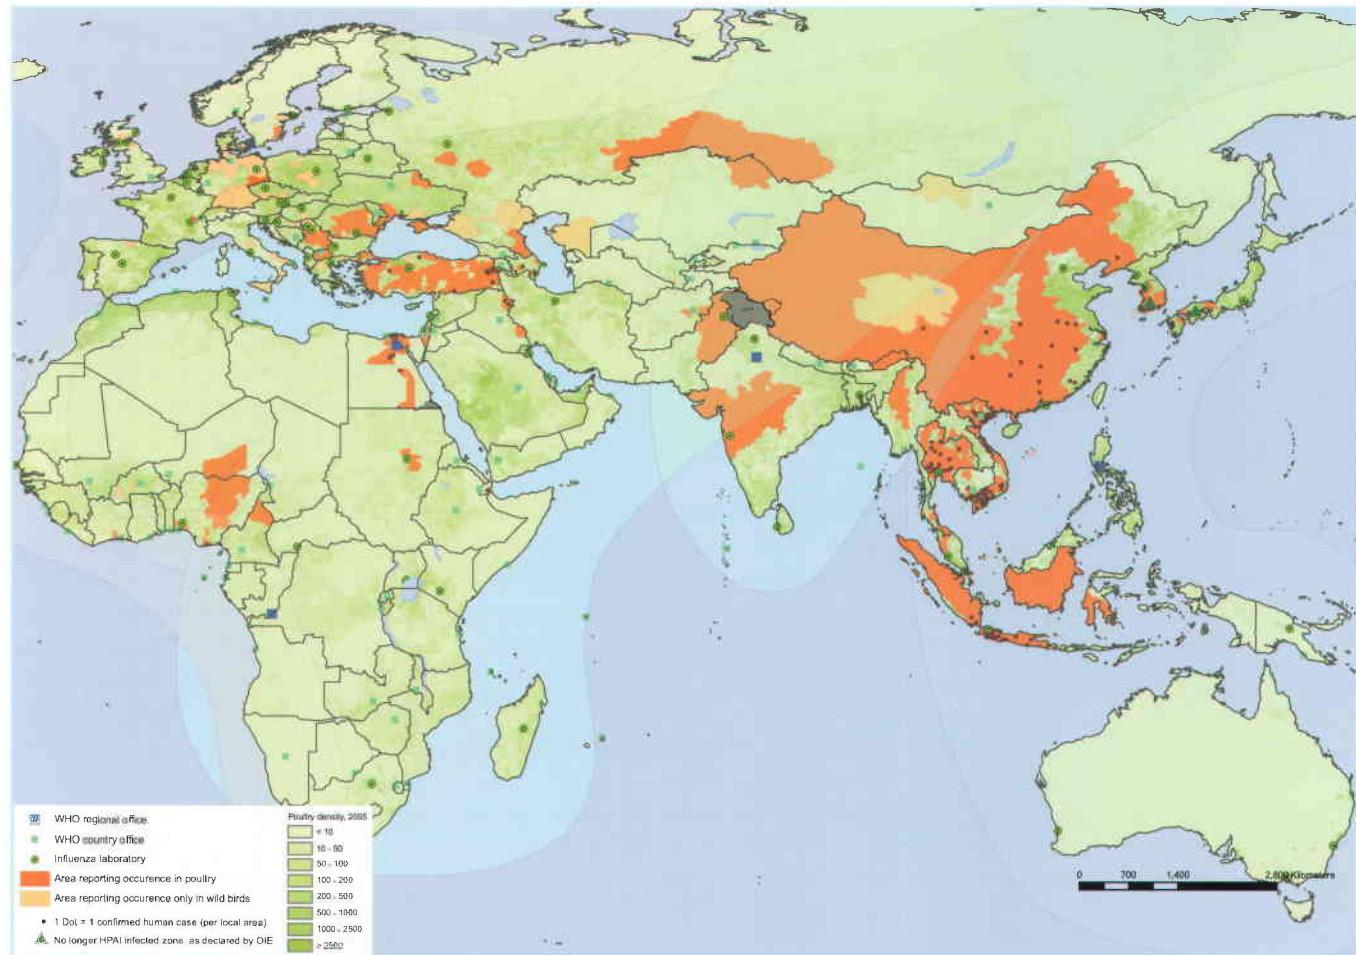 WHO regional office
WHO country office
Influenza laboratory
Area reporting occurence in poultry
Area reporting occurence only in wild birds
1 Dot = 1 confirmed human case (per local area)
No longer HPAI infected zone as declared by OIE
Poultry density, 2005
< 10
10 - 50
50 - 100
100 - 200
200 - 500
500 - 1000
1000 - 2500
≥ 2500
0 700 1,400 2,800 Kilometers